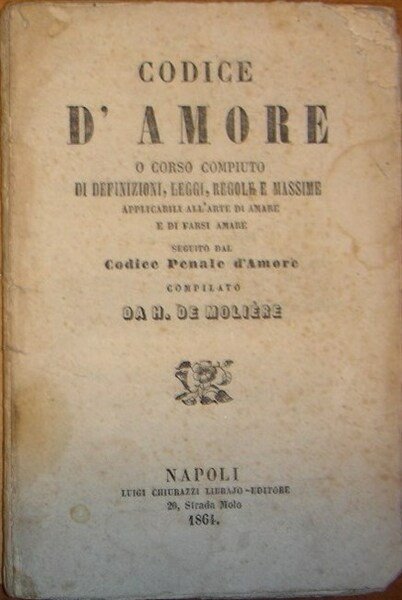 CODICE
D' AMORE
O CORSO COMPIUTO
DI DEFINIZIONI, LEGGI, REGOLE E MASSIME
APPLICABILI ALL'ARTE DI AMARE
E DI FARSI AMARE
SEGUITO DAL
Codice Penale d'Amore
COMPILATO
DA H. DE MOLIÈRE
NAPOLI
LUIGI CHIURAZZI LIBRAJO-EDITORE
20, Strada Molo
1864.